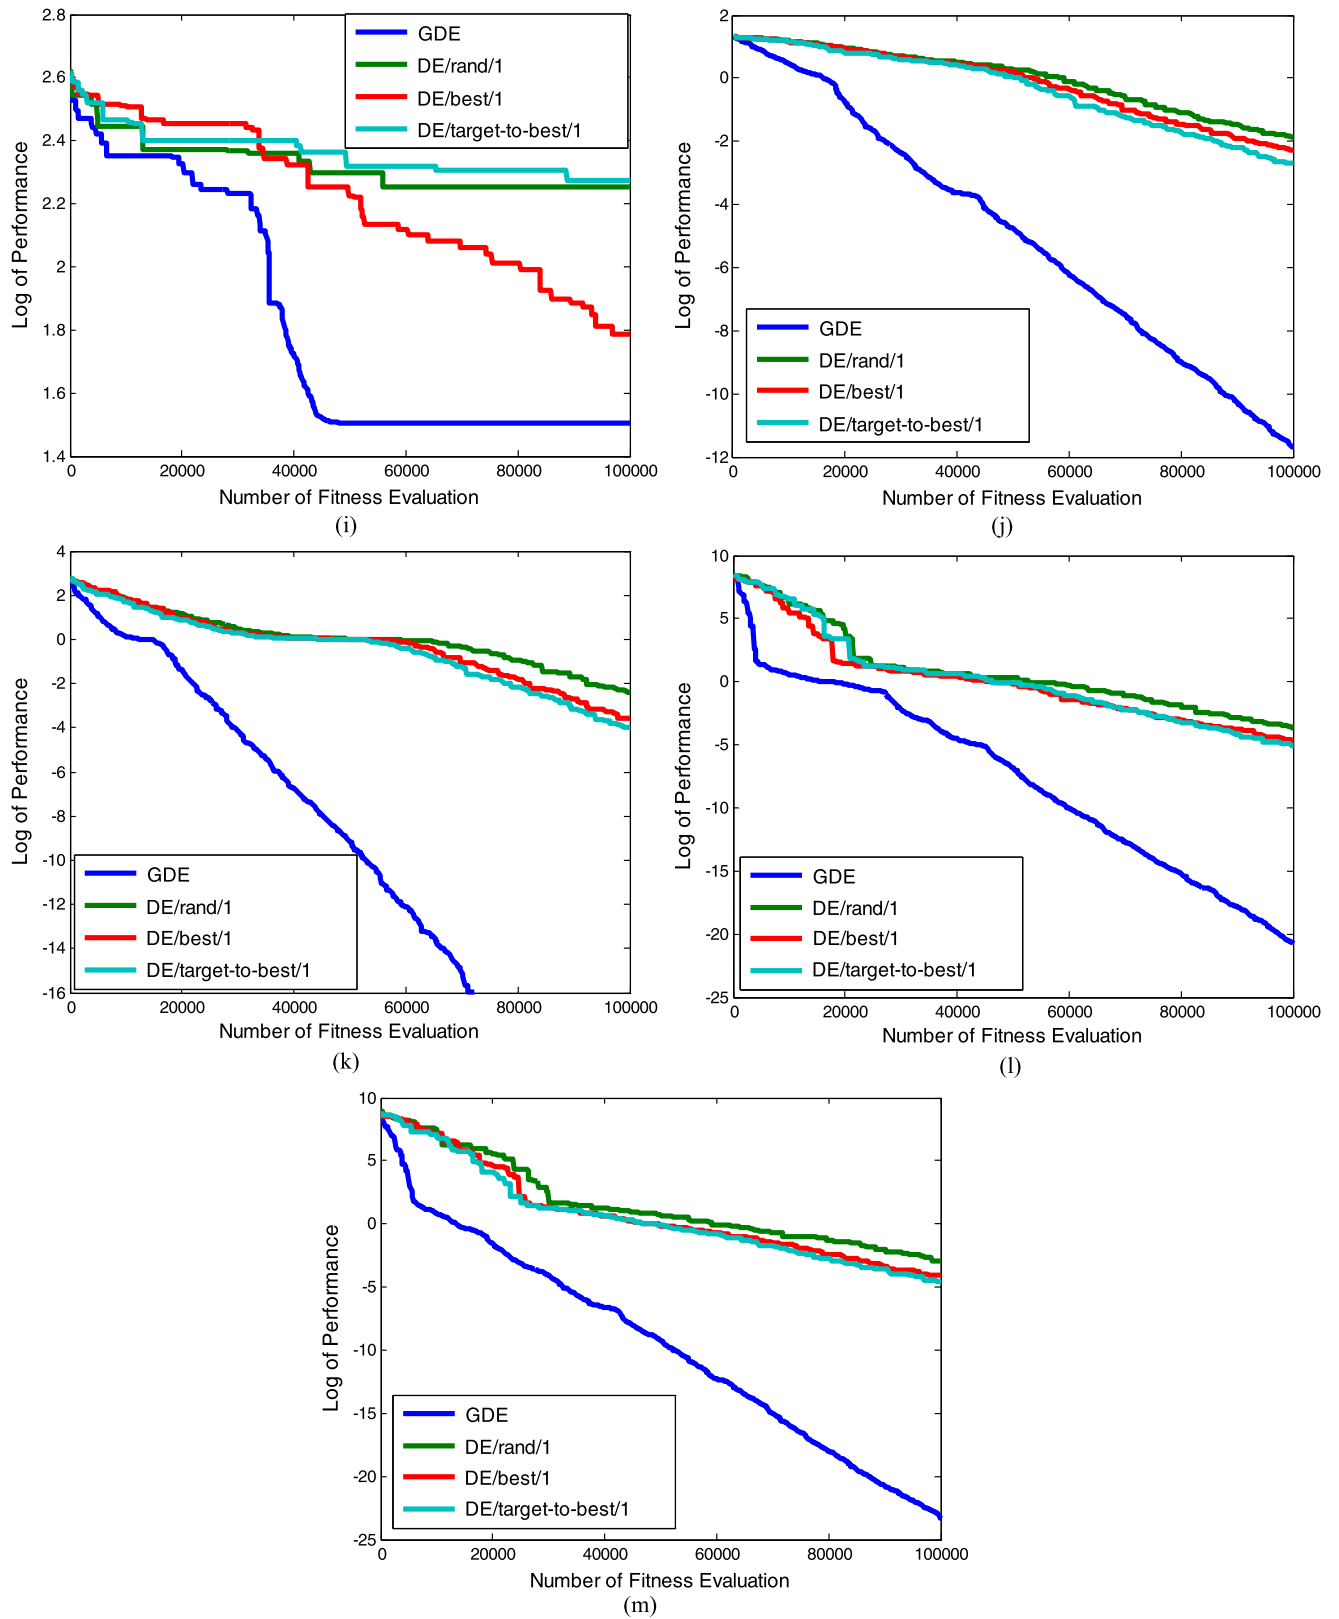 2.8
2.6
2.4
2.2
2
1.8
1.6
1.4
Log of Performance
GDE
DE/rand/1
DE/best/1
DE/target-to-best/1
0 20000 40000 60000 80000 100000
Number of Fitness Evaluation
(i)
2
0
-2
-4
-6
-8
-10
-12
Log of Performance
GDE
DE/rand/1
DE/best/1
DE/target-to-best/1
0 20000 40000 60000 80000 100000
Number of Fitness Evaluation
(j)
4
2
0
-2
-4
-6
-8
-10
-12
-14
-16
Log of Performance
GDE
DE/rand/1
DE/best/1
DE/target-to-best/1
0 20000 40000 60000 80000 100000
Number of Fitness Evaluation
(k)
10
5
0
-5
-10
-15
-20
-25
Log of Performance
GDE
DE/rand/1
DE/best/1
DE/target-to-best/1
0 20000 40000 60000 80000 100000
Number of Fitness Evaluation
(l)
10
5
0
-5
-10
-15
-20
-25
Log of Performance
GDE
DE/rand/1
DE/best/1
DE/target-to-best/1
0 20000 40000 60000 80000 100000
Number of Fitness Evaluation
(m)